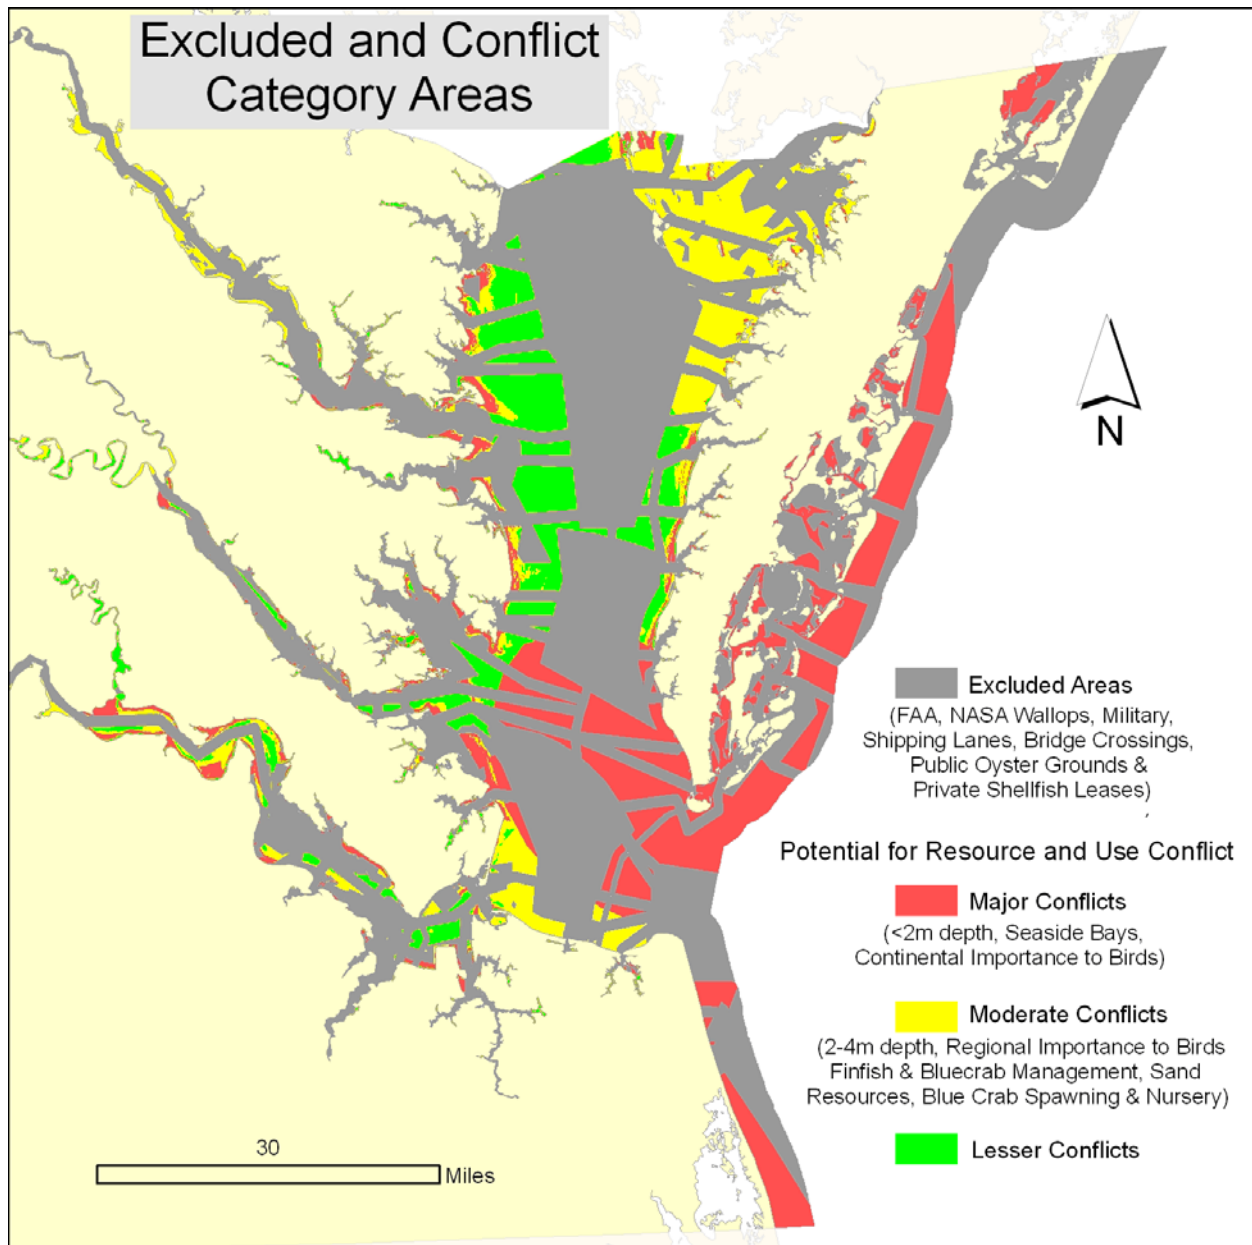 Excluded and Conflict
Category Areas
N
Excluded Areas
(FAA, NASA Wallops, Military,
Shipping Lanes, Bridge Crossings,
Public Oyster Grounds &
Private Shellfish Leases)
,
Potential for Resource and Use Conflict
Major Conflicts
(<2m depth, Seaside Bays,
Continental Importance to Birds)
Moderate Conflicts
(2-4m depth, Regional Importance to Birds
Finfish & Bluecrab Management, Sand
Resources, Blue Crab Spawning & Nursery)
Lesser Conflicts
30
Miles